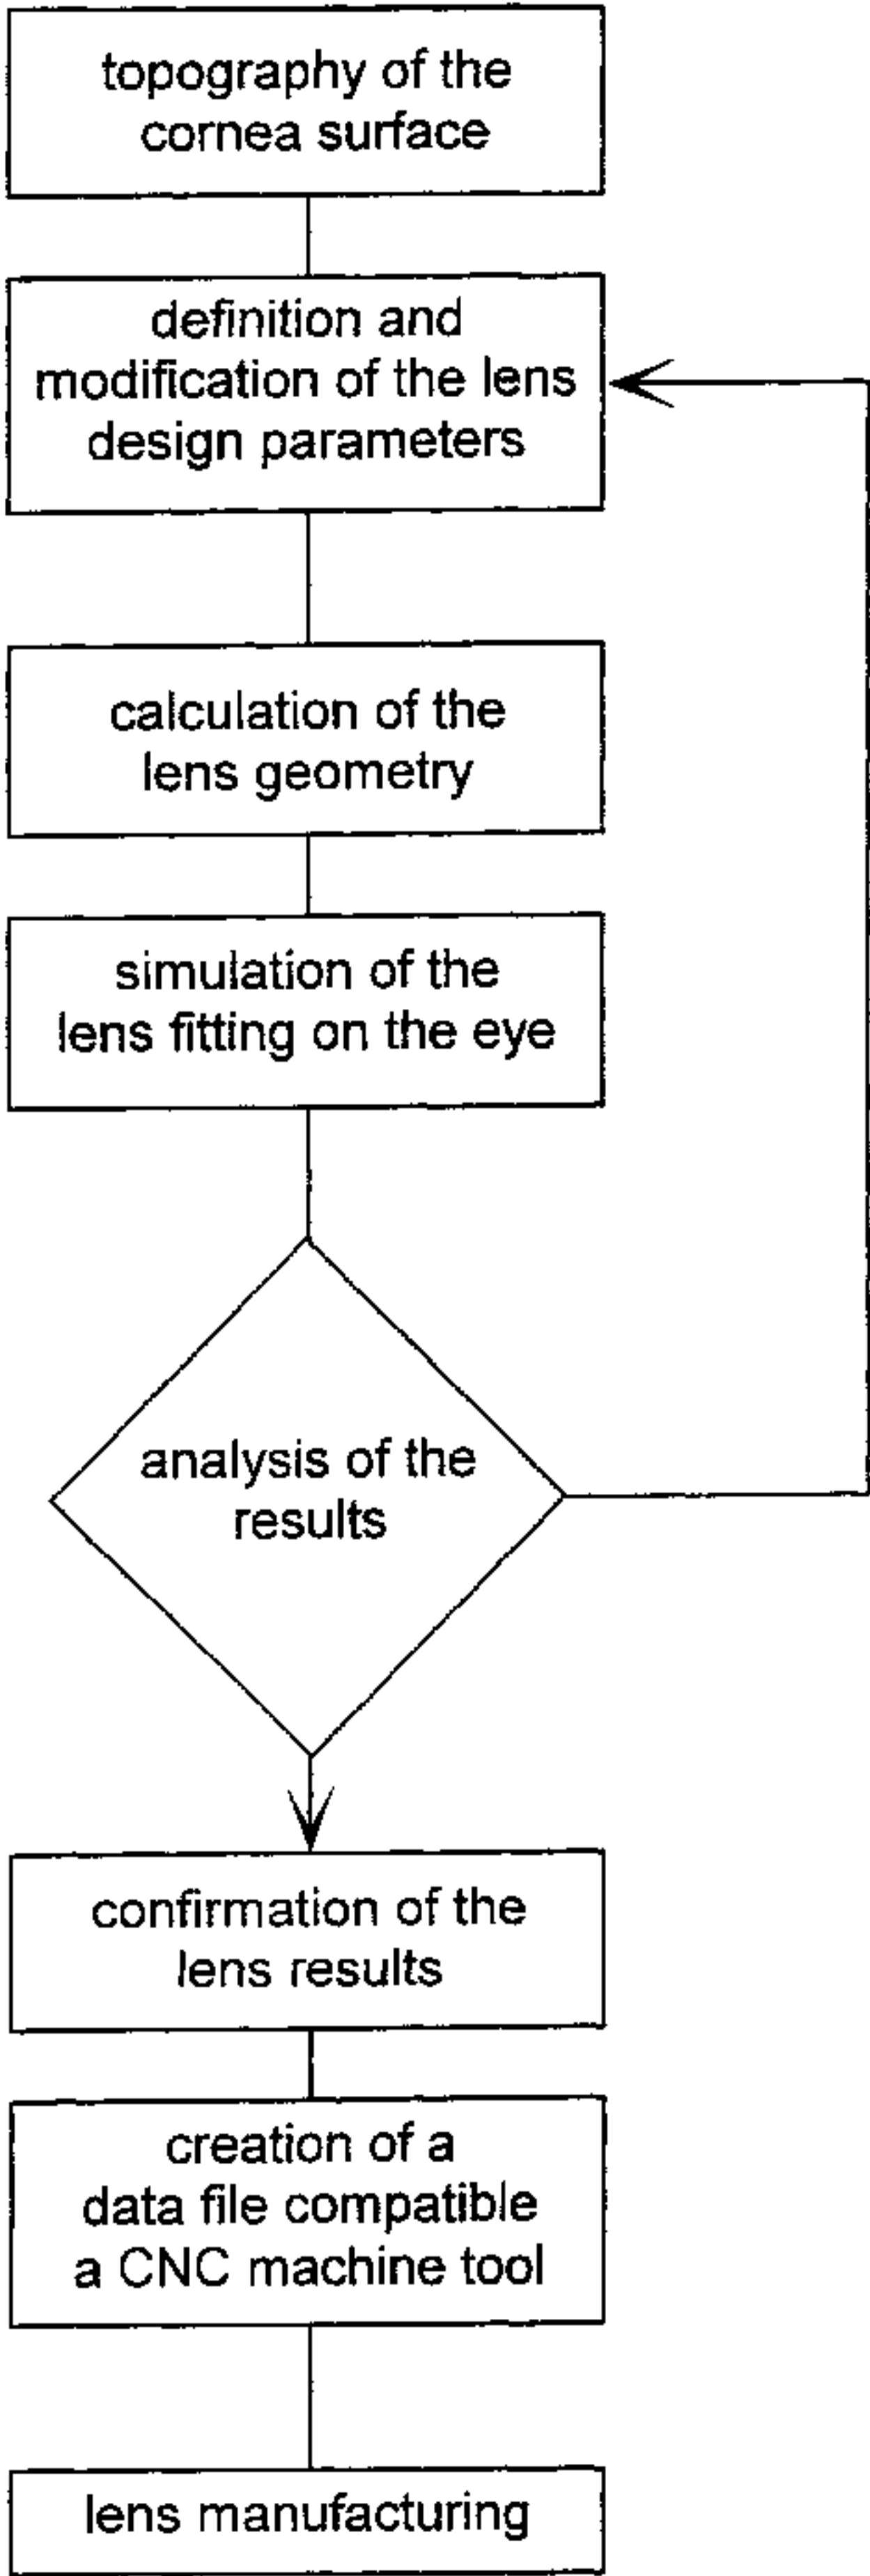 topography of the
cornea surface
definition and
modification of the lens
design parameters
calculation of the
lens geometry
simulation of the
lens fitting on the eye
analysis of the
results
confirmation of the
lens results
creation of a
data file compatible
a CNC machine tool
lens manufacturing